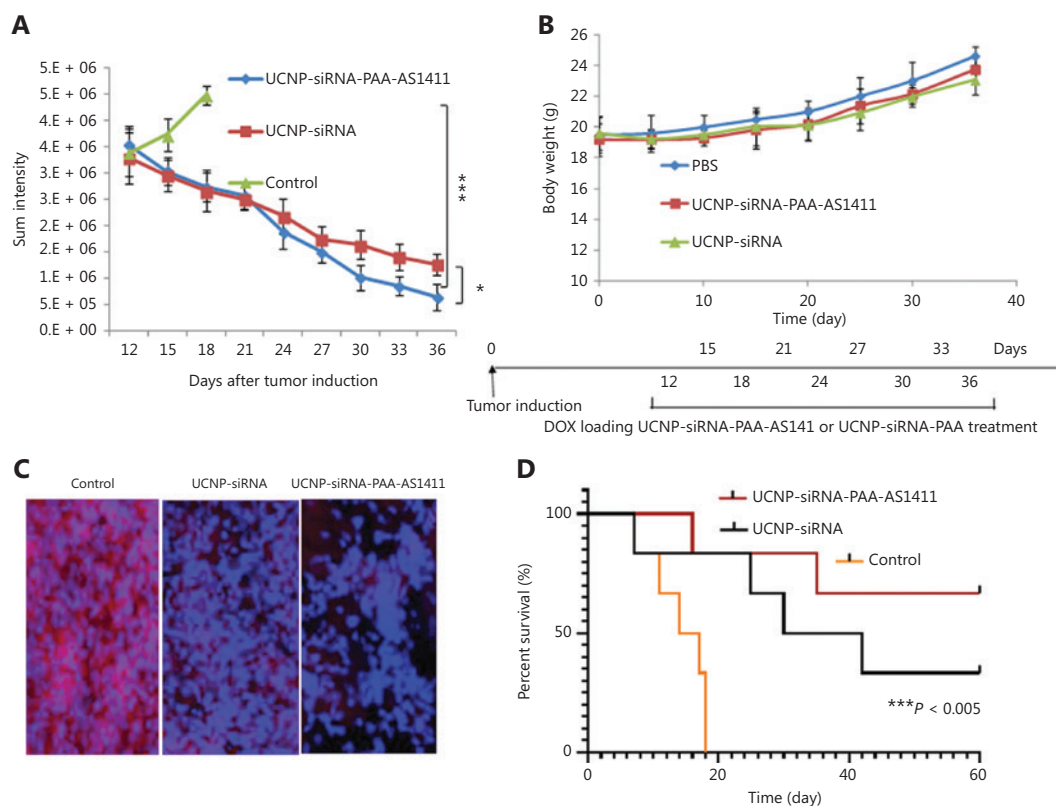 A
Sum intensity
5.E + 06
5.E + 06
4.E + 06
4.E + 06
3.E + 06
3.E + 06
2.E + 06
2.E + 06
1.E + 06
5.E + 05
0.E + 00
UCNP-siRNA-PAA-AS1411
UCNP-siRNA
Control
***
*
12 15 18 21 24 27 30 33 36
Days after tumor induction
B
Body weight (g)
26
24
22
20
18
16
14
12
10
PBS
UCNP-siRNA-PAA-AS1411
UCNP-siRNA
0 10 20 30 40
Time (day)
0 15 21 27 33 Days
12 18 24 30 36
Tumor induction
DOX loading UCNP-siRNA-PAA-AS141 or UCNP-siRNA-PAA treatment
C
Control UCNP-siRNA UCNP-siRNA-PAA-AS1411
D
Percent survival (%)
100
50
0
UCNP-siRNA-PAA-AS1411
UCNP-siRNA
Control
***P < 0.005
0 20 40 60
Time (day)